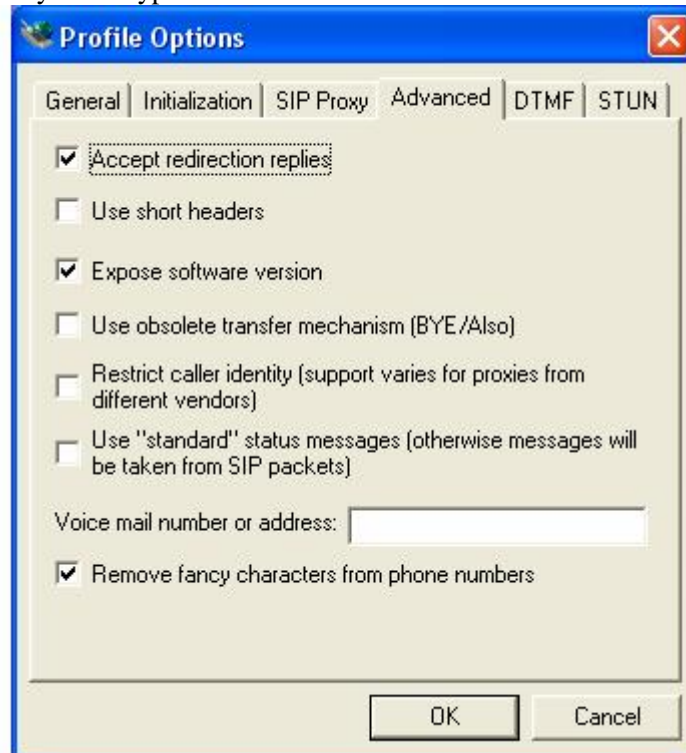 Profile Options
General
Initialization
SIP Proxy
Advanced
DTMF
STUN
Accept redirection replies
Use short headers
Expose software version
Use obsolete transfer mechanism (BYE/Also)
Restrict caller identity (support varies for proxies from
different vendors)
Use "standard" status messages (otherwise messages will
be taken from SIP packets)
Voice mail number or address:
Remove fancy characters from phone numbers
OK
Cancel